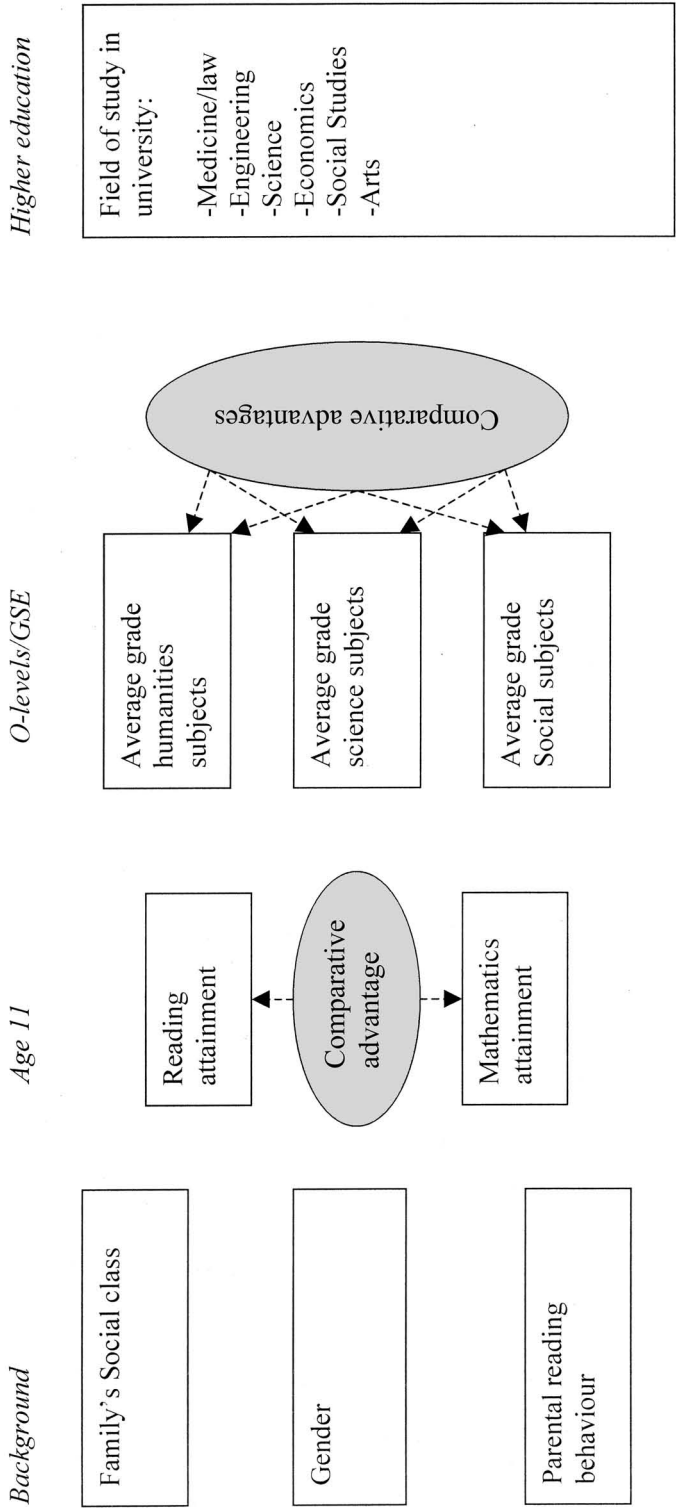 Background
Age 11
O-levels/GSE
Higher education
Family's Social class
Gender
Parental reading
behaviour
Reading
attainment
Comparative
advantage
Mathematics
attainment
Average grade
humanities
subjects
Average grade
science subjects
Average grade
Social subjects
Comparative advantages
Field of study in
university:
-Medicine/law
-Engineering
-Science
-Economics
-Social Studies
-Arts